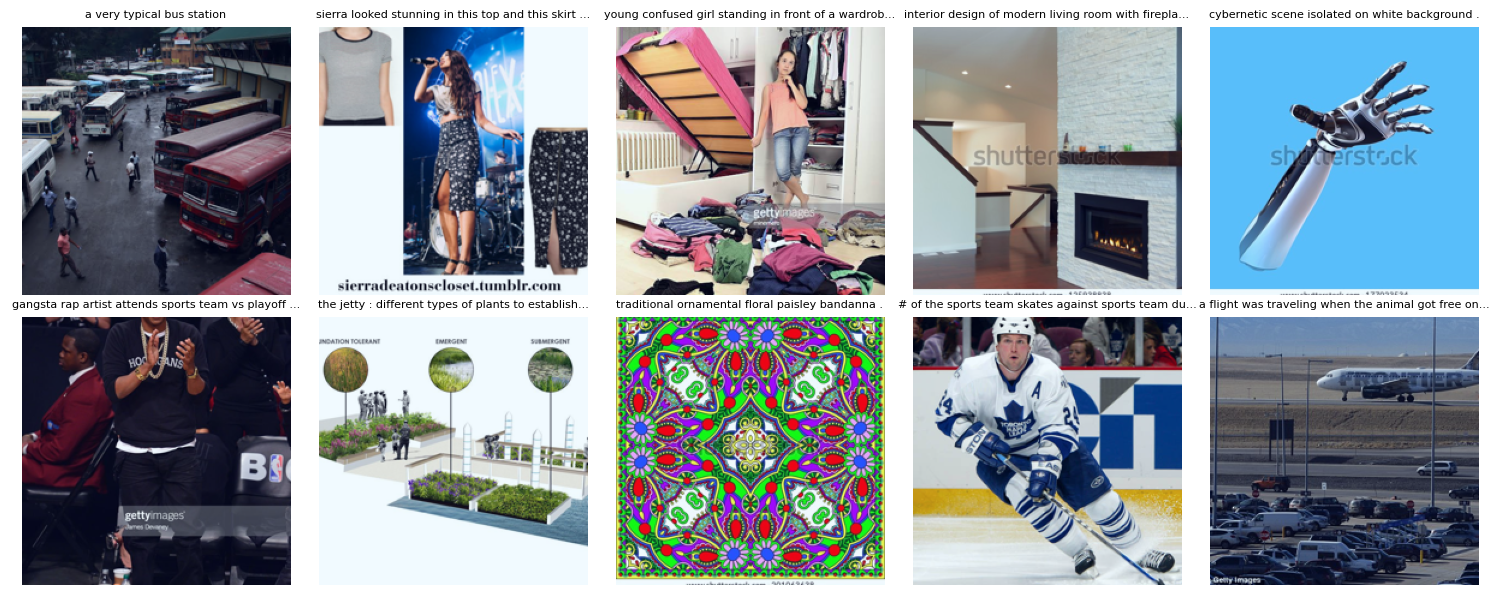 a very typical bus station
sierra looked stunning in this top and this skirt ...
young confused girl standing in front of a wardrob...
interior design of modern living room with firepla...
cybernetic scene isolated on white background .
sierradeatonscloset.tumblr.com
gettyimages
shutterstock
shutterstock
gangsta rap artist attends sports team vs playoff ...
the jetty : different types of plants to establish...
traditional ornamental floral paisley bandanna .
# of the sports team skates against sports team du...
a flight was traveling when the animal got free on...
UNDATION TOLERANT
EMERGENT
SUBMERGENT
HOOLIGANS
gettyimages
James Devaney
A
24
TORONTO
Getty Images